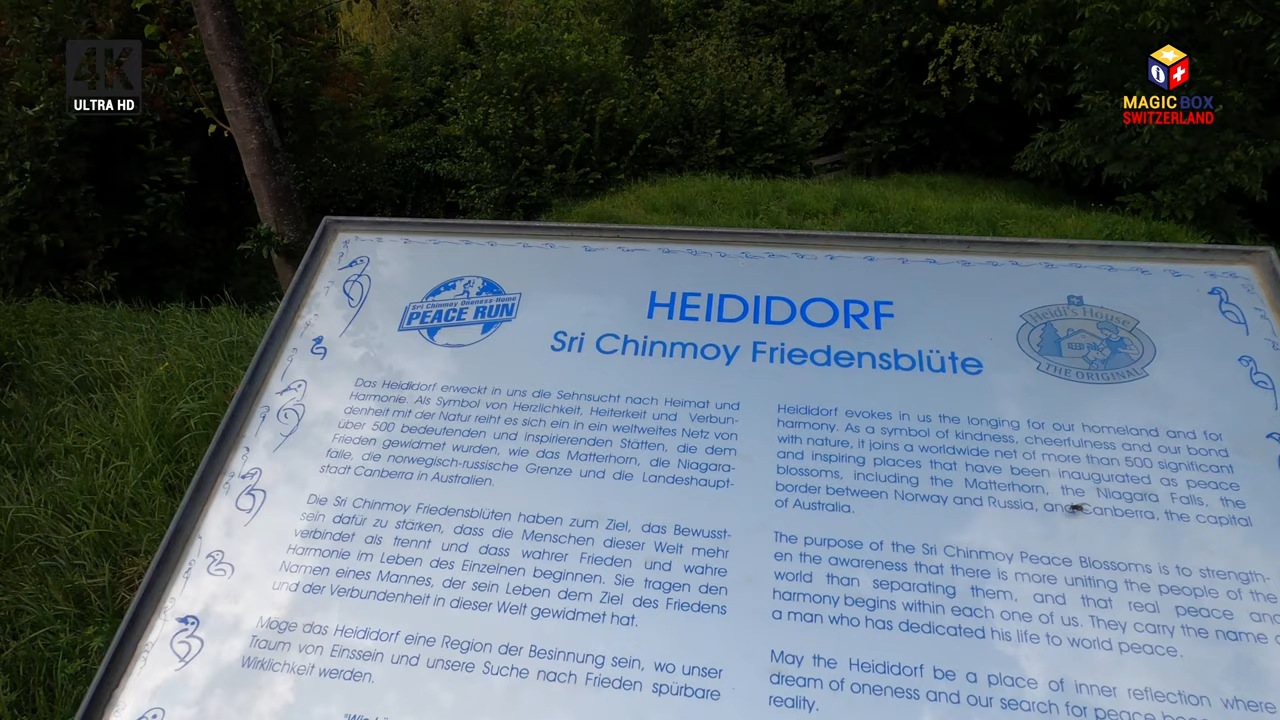 4K
ULTRA HD
MAGIC BOX
SWITZERLAND
Sri Chinmoy Oneness-Home
PEACE RUN
HEIDIDORF
Sri Chinmoy Friedensblüte
Heidi's House
THE ORIGINAL
Das Heididorf erweckt in uns die Sehnsucht nach Heimat und
Harmonie. Als Symbol von Herzlichkeit, Heiterkeit und Verbun-
denheit mit der Natur reiht es sich ein in ein weltweites Netz von
über 500 bedeutenden und inspirierenden Stätten, die dem
Frieden gewidmet wurden, wie das Matterhorn, die Niagara-
fälle, die norwegisch-russische Grenze und die Landeshaupt-
stadt Canberra in Australien.
Die Sri Chinmoy Friedensblüten haben zum Ziel, das Bewusst-
sein dafür zu stärken, dass die Menschen dieser Welt mehr
verbindet als trennt und dass wahrer Frieden und wahre
Harmonie im Leben des Einzelnen beginnen. Sie tragen den
Namen eines Mannes, der sein Leben dem Ziel des Friedens
und der Verbundenheit in dieser Welt gewidmet hat.
Möge das Heididorf eine Region der Besinnung sein, wo unser
Traum von Einssein und unsere Suche nach Frieden spürbare
Wirklichkeit werden.
Heididorf evokes in us the longing for our homeland and for
harmony. As a symbol of kindness, cheerfulness and our bond
with nature, it joins a worldwide net of more than 500 significant
and inspiring places that have been inaugurated as peace
blossoms, including the Matterhorn, the Niagara Falls, the
border between Norway and Russia, and Canberra, the capital
of Australia.
The purpose of the Sri Chinmoy Peace Blossoms is to strength-
en the awareness that there is more uniting the people of the
world than separating them, and that real peace and
harmony begins within each one of us. They carry the name
a man who has dedicated his life to world peace.
May the Heididorf be a place of inner reflection where
dream of oneness and our search for peace
reality.